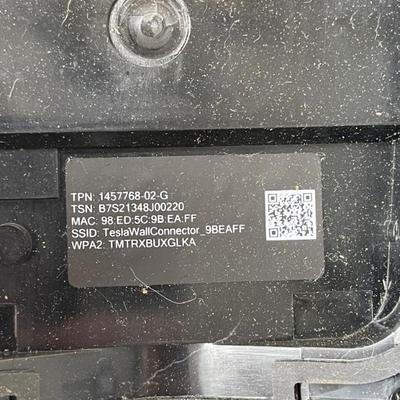 TPN: 1457768-02-G
TSN: B7S21348J00220
MAC: 98:ED:5C:9B:EA:FF
SSID: TeslaWallConnector_9BEAFF
WPA2: TMTRXBUXGLKA